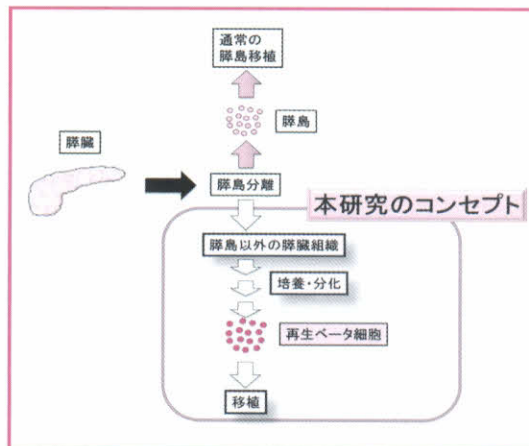 通常の
膵島移植
膵島
膵臓
膵島分離
本研究のコンセプト
膵島以外の膵臓組織
培養・分化
再生ベータ細胞
移植